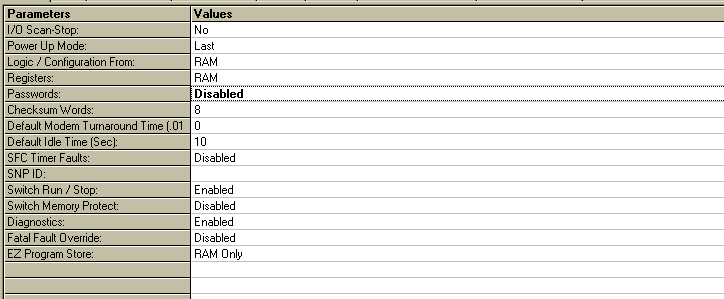 Parameters Values
I/O Scan-Stop: No
Power Up Mode: Last
Logic / Configuration From: RAM
Registers: RAM
Passwords: Disabled
Checksum Words: 8
Default Modem Turnaround Time (.01 0
Default Idle Time (Sec): 10
SFC Timer Faults: Disabled
SNP ID:
Switch Run / Stop: Enabled
Switch Memory Protect: Disabled
Diagnostics: Enabled
Fatal Fault Override: Disabled
EZ Program Store: RAM Only